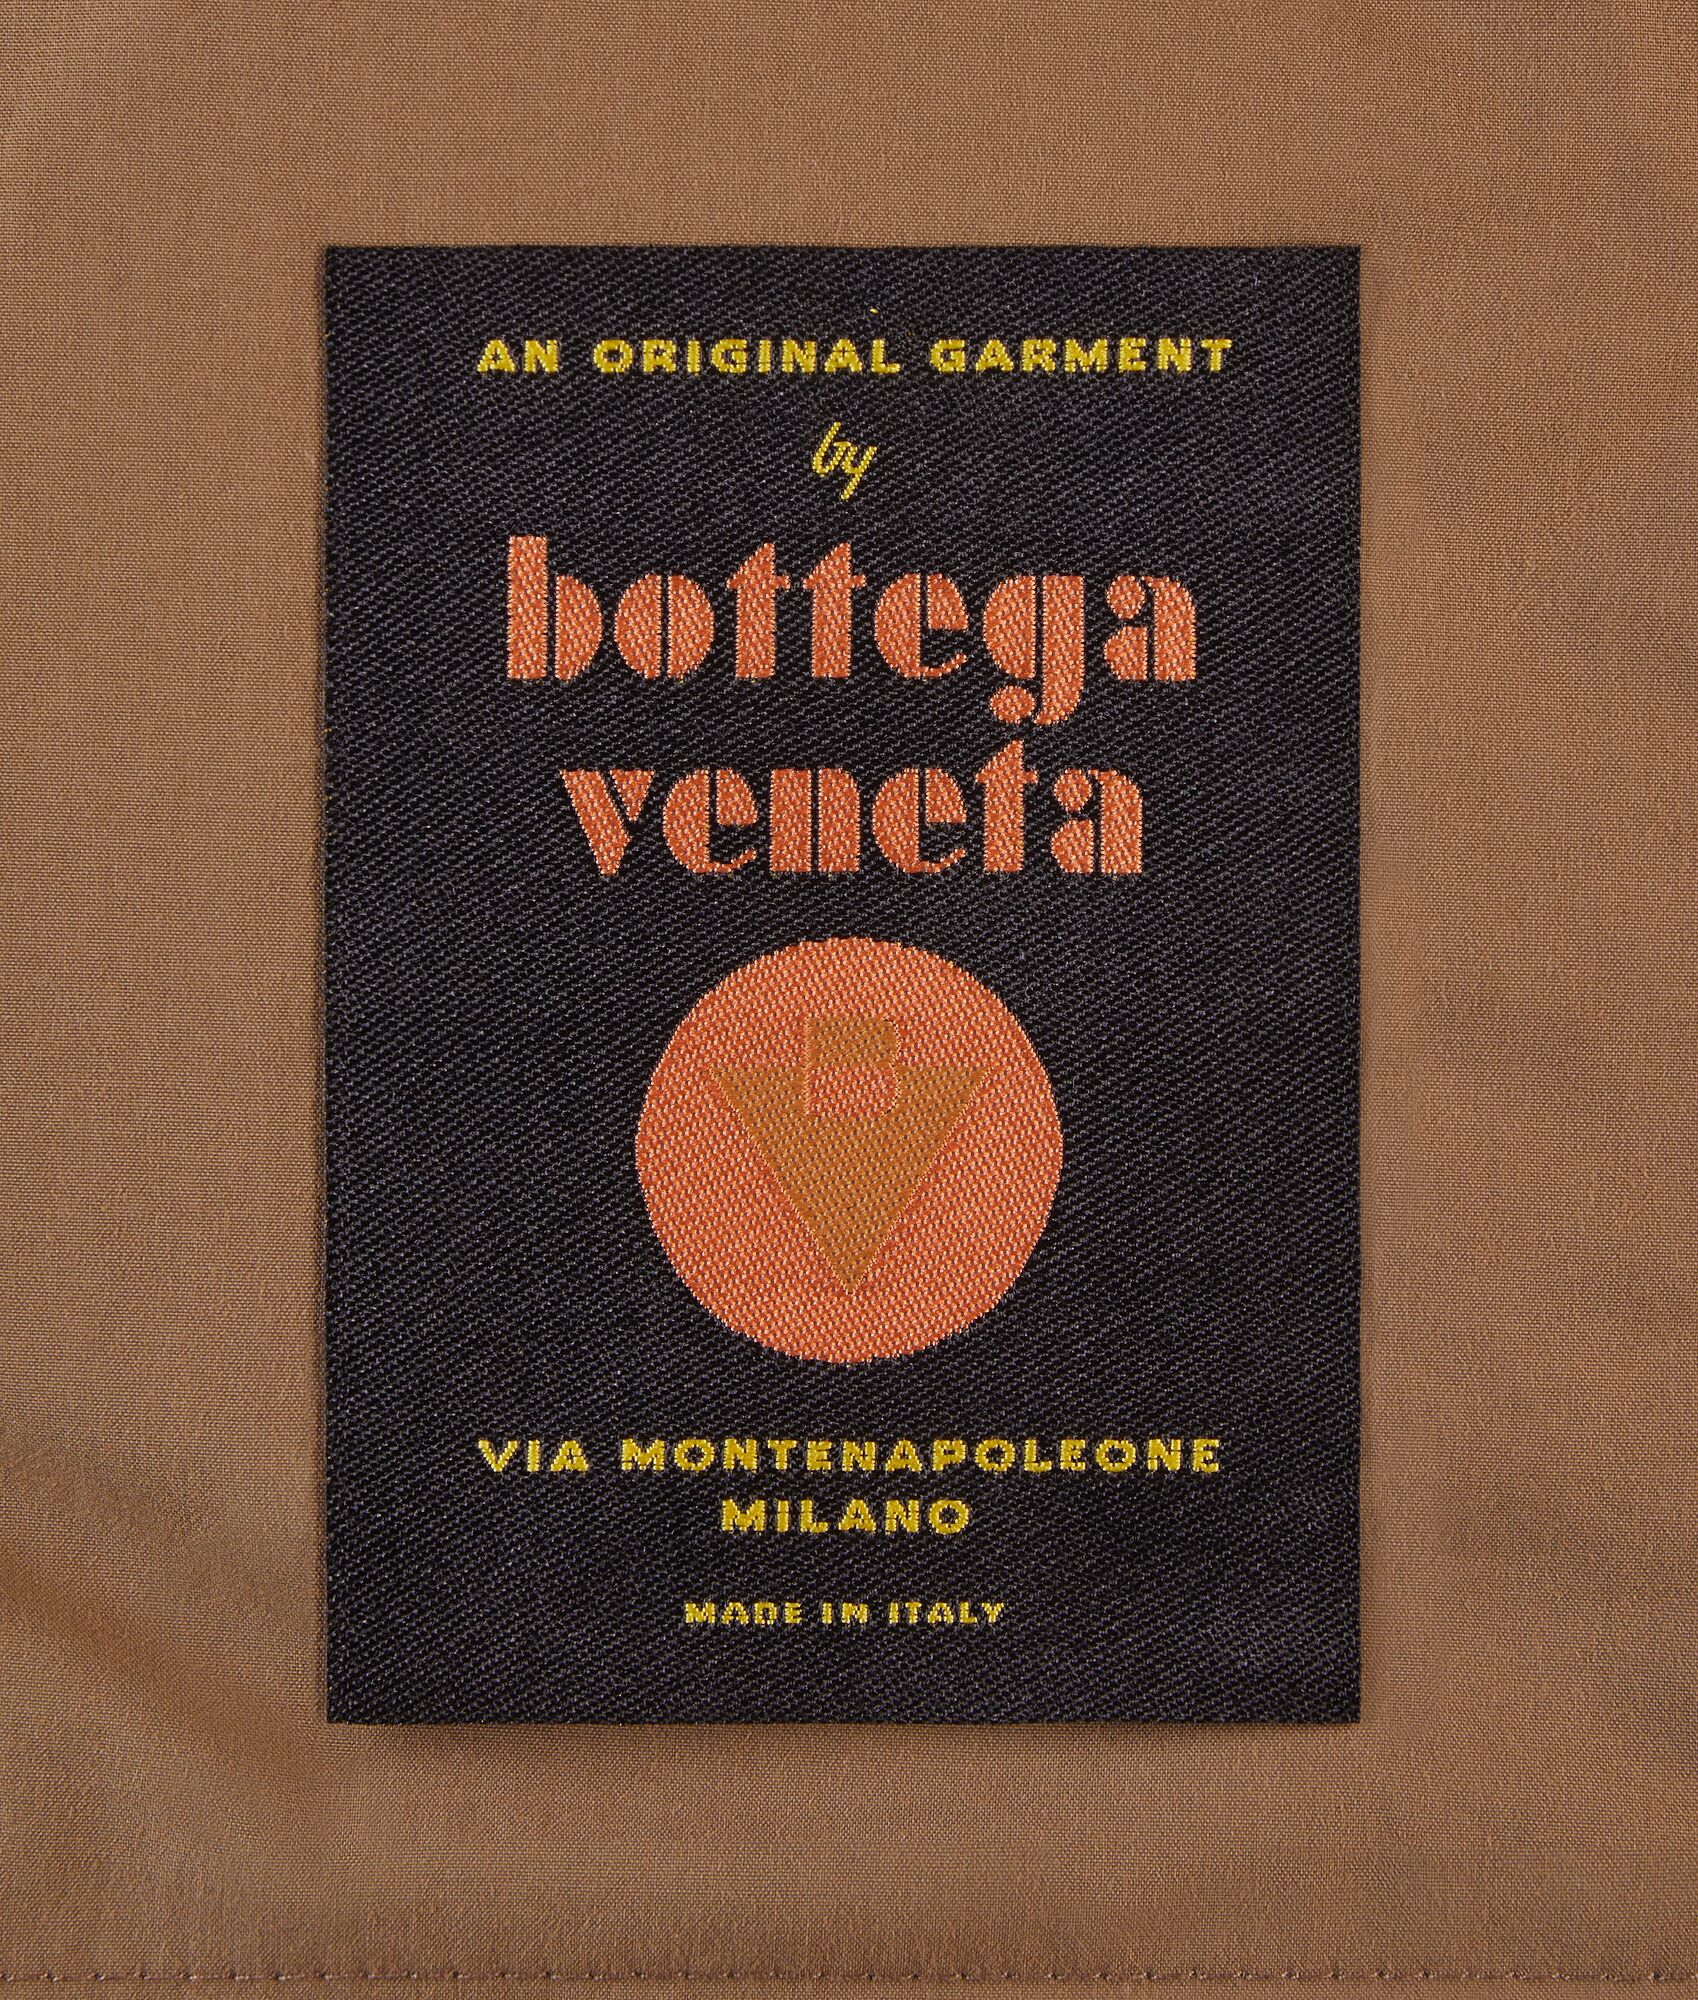 AN ORIGINAL GARMENT
by
bottega
veneta
B
V
VIA MONTENAPOLEONE
MILANO
MADE IN ITALY